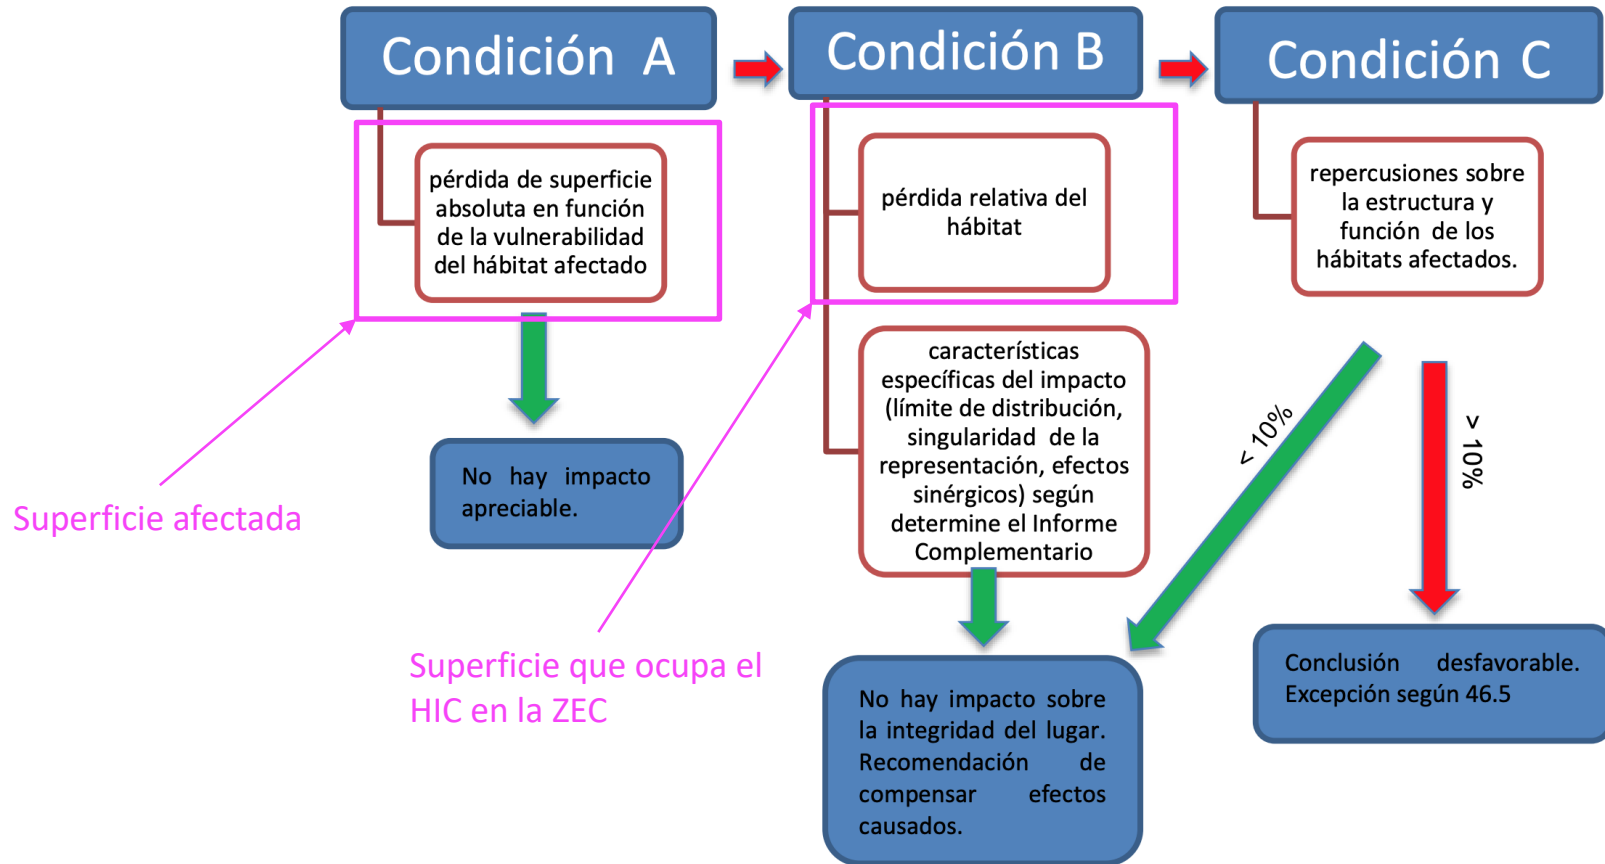 Condición A
pérdida de superficie
absoluta en función
de la vulnerabilidad
del hábitat afectado
No hay impacto
apreciable.
Superficie afectada
Condición B
pérdida relativa del
hábitat
características
específicas del impacto
(límite de distribución,
singularidad de la
representación, efectos
sinérgicos) según
determine el Informe
Complementario
Superficie que ocupa el
HIC en la ZEC
No hay impacto sobre
la integridad del lugar.
Recomendación de
compensar efectos
causados.
Condición C
repercusiones sobre
la estructura y
función de los
hábitats afectados.
< 10%
> 10%
Conclusión desfavorable.
Excepción según 46.5